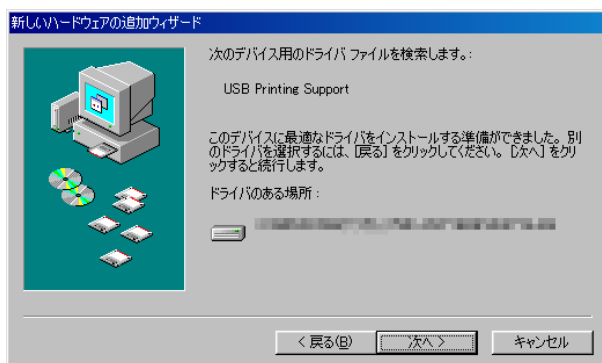 新しいハードウェアの追加ウィザード
次のデバイス用のドライバ ファイルを検索します。:
USB Printing Support
このデバイスに最適なドライバをインストールする準備ができました。別
のドライバを選択するには、[戻る] をクリックしてください。[次へ] をクリ
ックすると続行します。
ドライバのある場所:
< 戻る(B)
次へ >
キャンセル